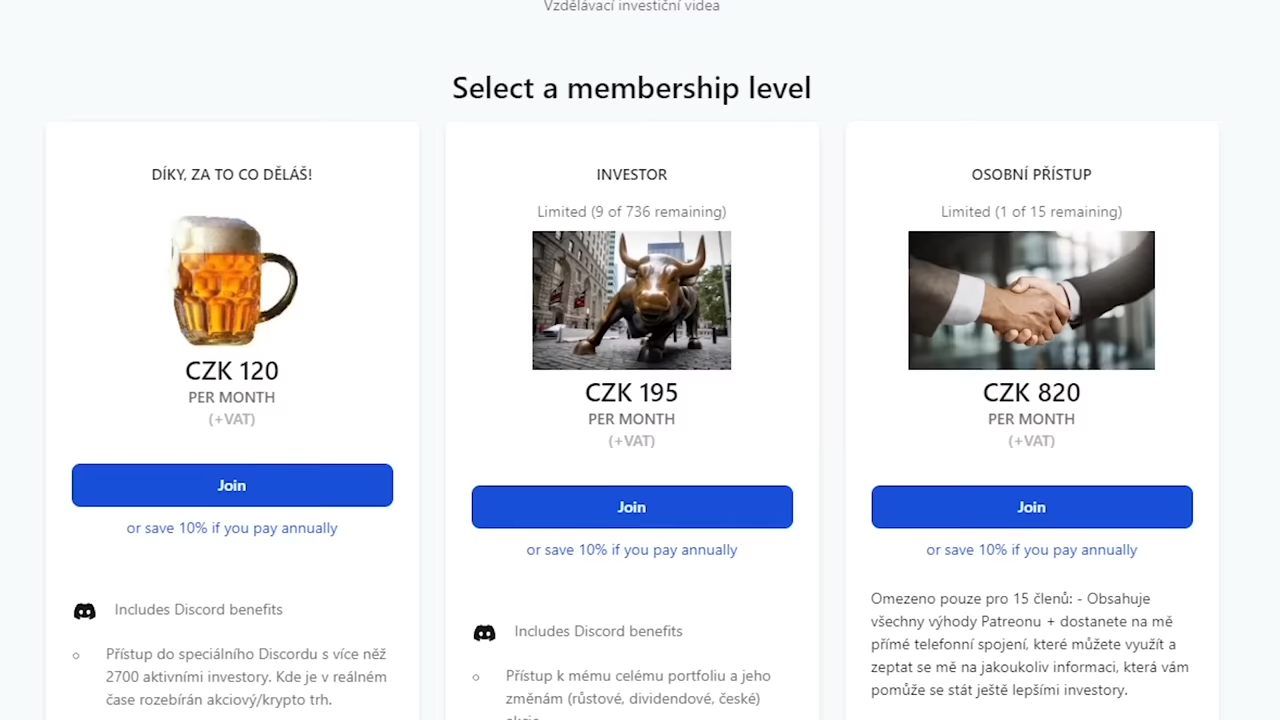 Vzdělávací investiční videa
Select a membership level
DÍKY, ZA TO CO DĚLÁŠ!
CZK 120
PER MONTH
(+VAT)
Join
or save 10% if you pay annually
Includes Discord benefits
Přístup do speciálního Discordu s více něž
2700 aktivními investory. Kde je v reálném
čase rozebírán akciový/krypto trh.
INVESTOR
Limited (9 of 736 remaining)
CZK 195
PER MONTH
(+VAT)
Join
or save 10% if you pay annually
Includes Discord benefits
Přístup k mému celému portfoliu a jeho
změnám (růstové, dividendové, české)
akcie
OSOBNÍ PŘÍSTUP
Limited (1 of 15 remaining)
CZK 820
PER MONTH
(+VAT)
Join
or save 10% if you pay annually
Omezeno pouze pro 15 členů: - Obsahuje
všechny výhody Patreonu + dostanete na mě
přímé telefonní spojení, které můžete využít a
zeptat se mě na jakoukoliv informaci, která vám
pomůže se stát ještě lepšími investory.